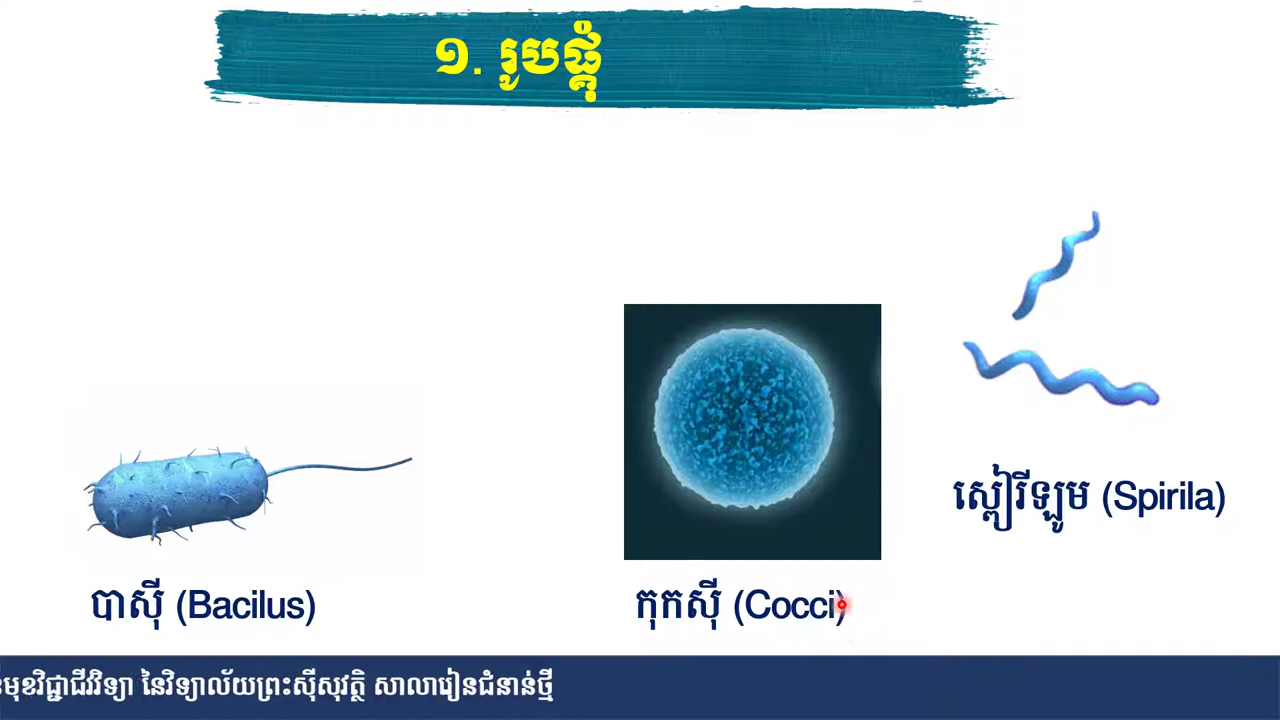 ១. រូបផ្គុំ
ស្ពៀរីឡូម (Spirila)
បាស៊ី (Bacilus)
កុកស៊ី (Cocci)
មុខវិជ្ជាជីវវិទ្យា នៃវិទ្យាល័យព្រះស៊ីសុវត្ថិ សាលារៀនជំនាន់ថ្មី